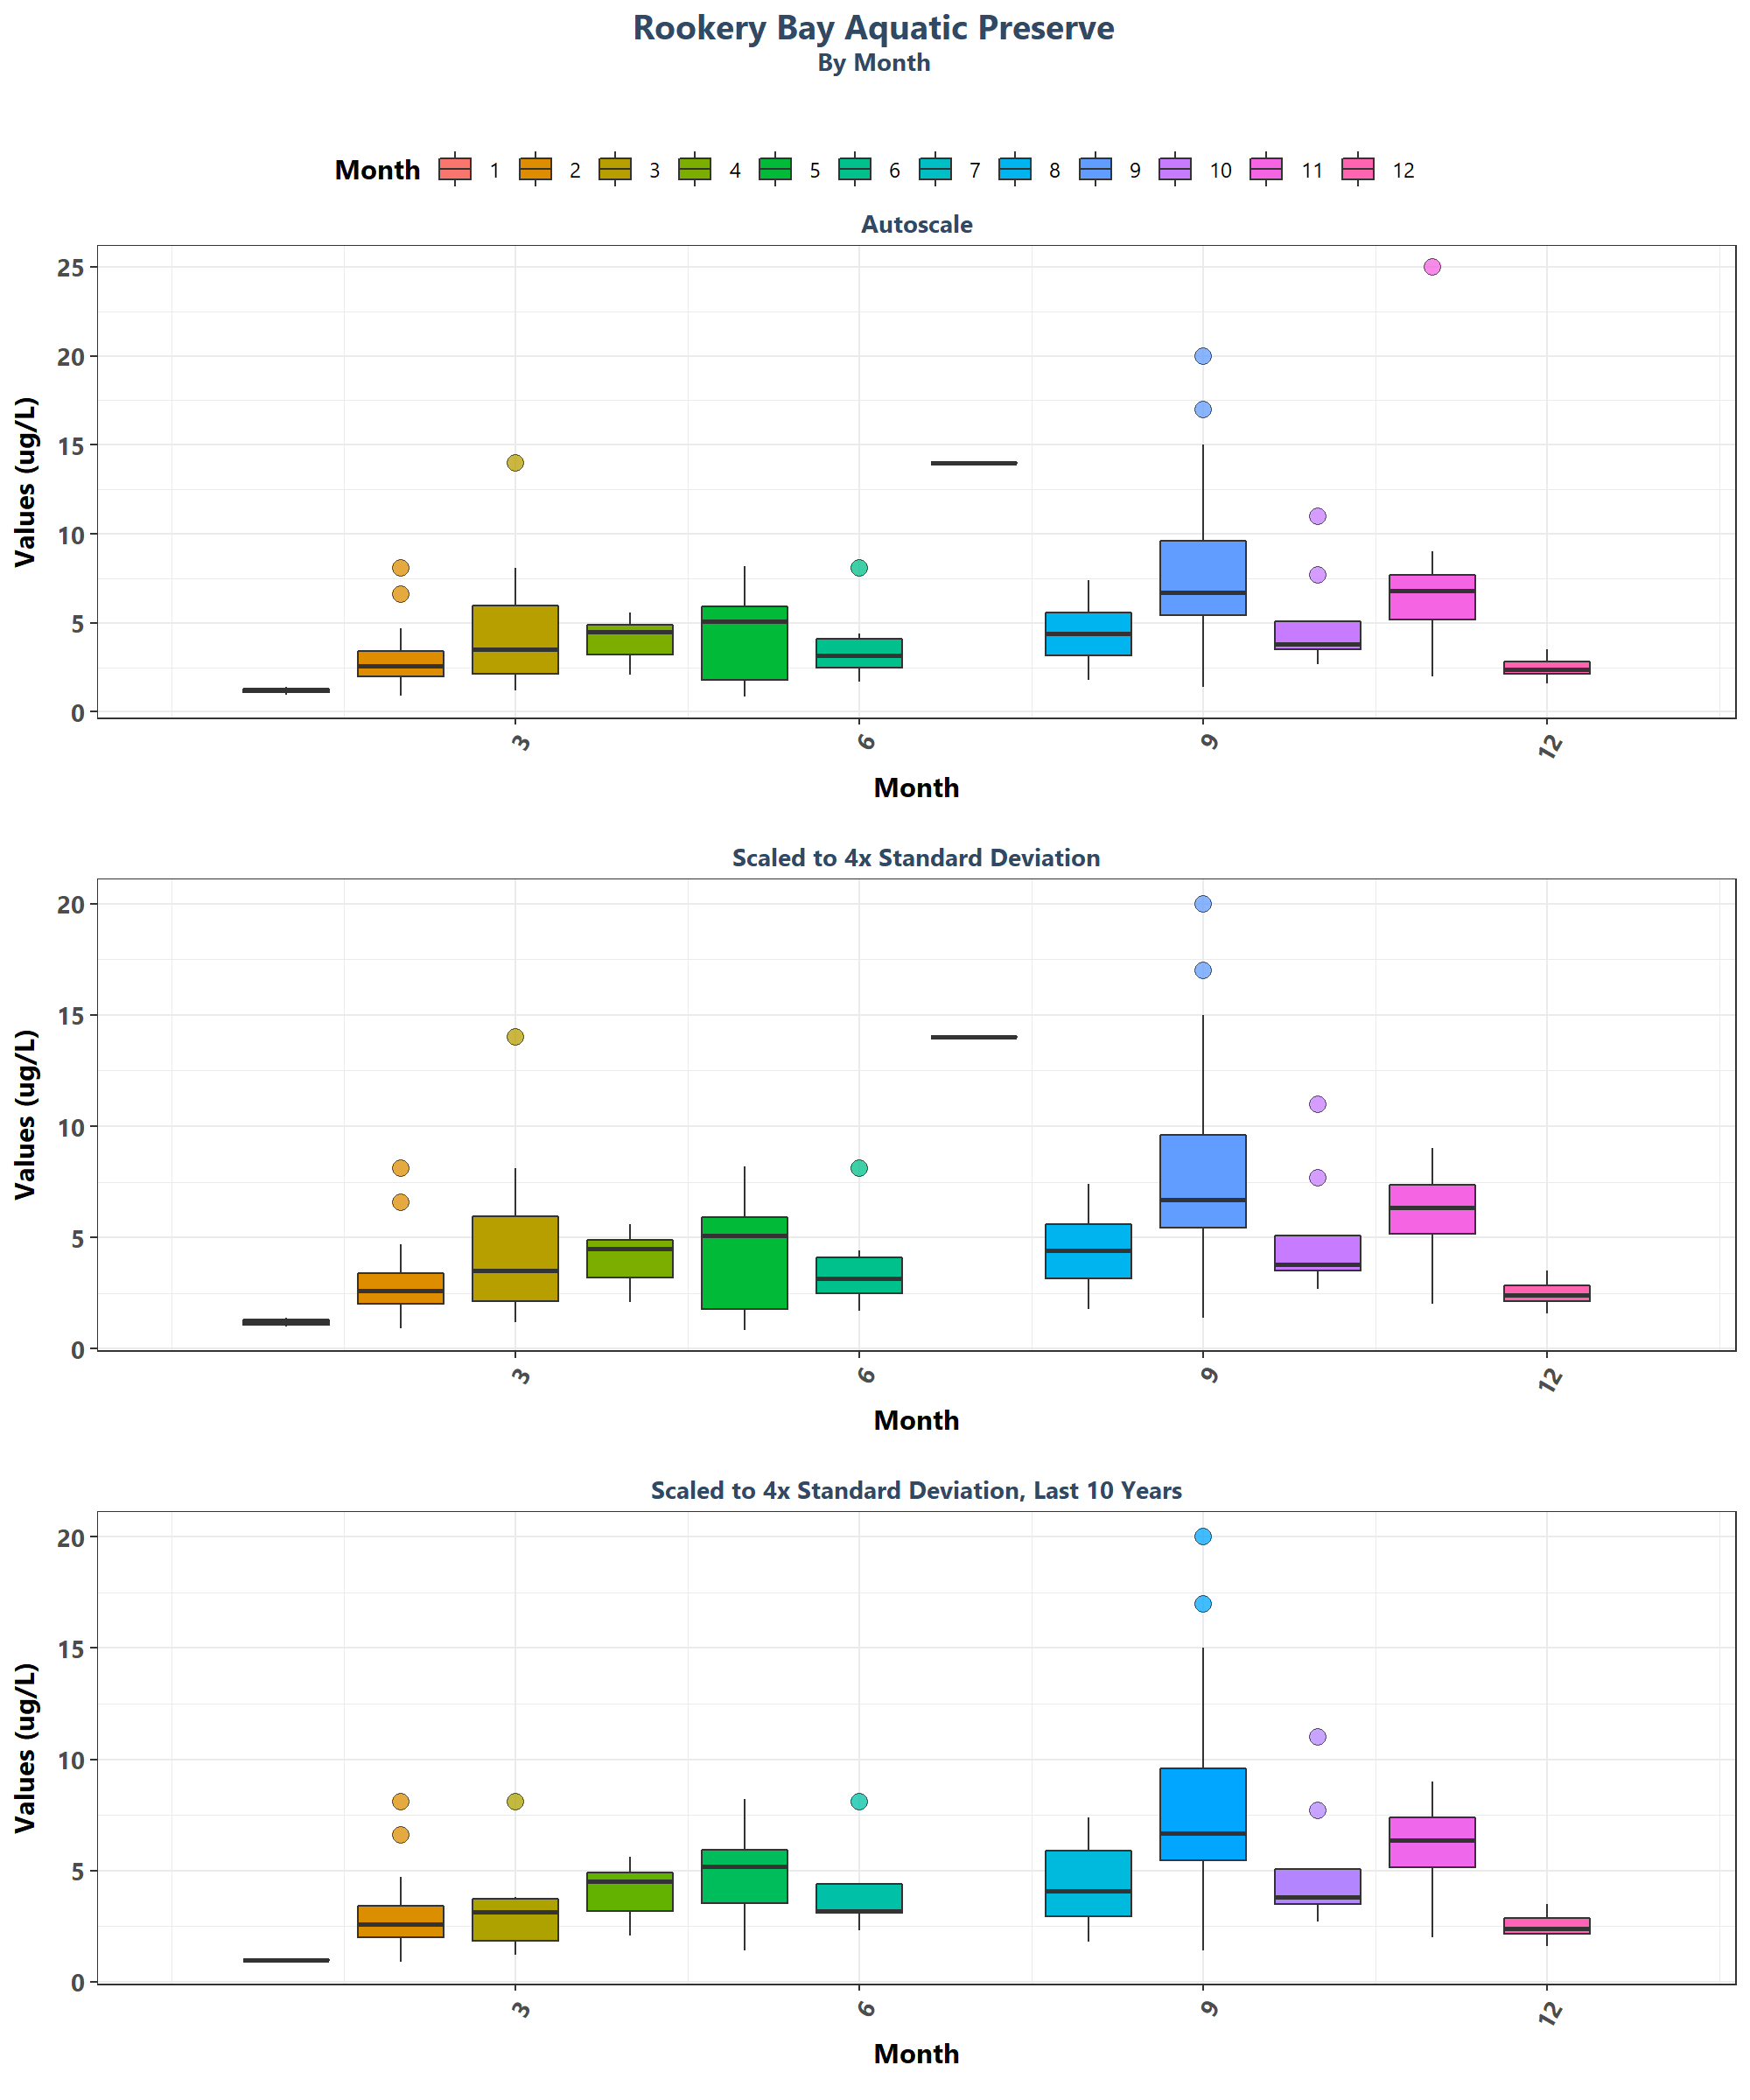 Rookery Bay Aquatic Preserve
By Month
Month 1 2 3 4 5 6 7 8 9 10 11 12
Autoscale
Values (ug/L)
25
20
15
10
5
0
3 6 9 12
Month
Scaled to 4x Standard Deviation
Values (ug/L)
20
15
10
5
0
3 6 9 12
Month
Scaled to 4x Standard Deviation, Last 10 Years
Values (ug/L)
20
15
10
5
0
3 6 9 12
Month